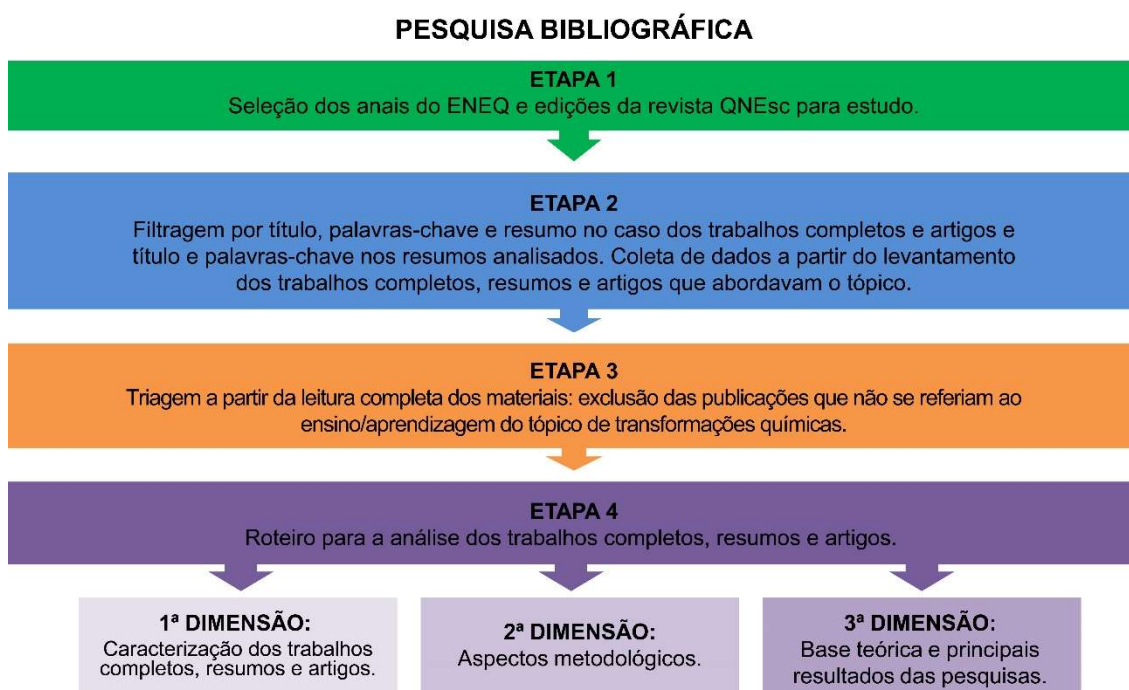 PESQUISA BIBLIOGRÁFICA
ETAPA 1
Seleção dos anais do ENEQ e edições da revista QNEsc para estudo.
ETAPA 2
Filtragem por título, palavras-chave e resumo no caso dos trabalhos completos e artigos e
título e palavras-chave nos resumos analisados. Coleta de dados a partir do levantamento
dos trabalhos completos, resumos e artigos que abordavam o tópico.
ETAPA 3
Triagem a partir da leitura completa dos materiais: exclusão das publicações que não se referiam ao
ensino/aprendizagem do tópico de transformações químicas.
ETAPA 4
Roteiro para a análise dos trabalhos completos, resumos e artigos.
1ª DIMENSÃO:
Caracterização dos trabalhos
completos, resumos e artigos.
2ª DIMENSÃO:
Aspectos metodológicos.
3ª DIMENSÃO:
Base teórica e principais
resultados das pesquisas.